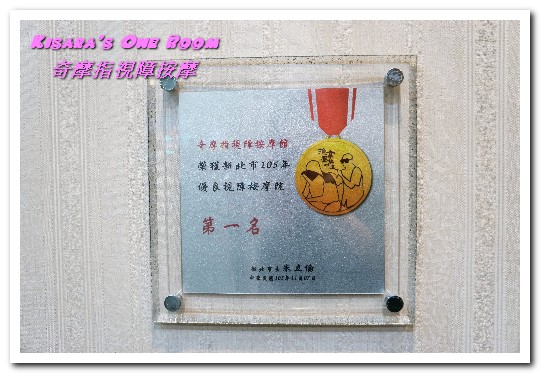 Kisara's One Room
奇摩指視障按摩
奇摩指視障按摩館
榮獲新北市105年
優良視障按摩院
第一名
新北市長 朱立倫